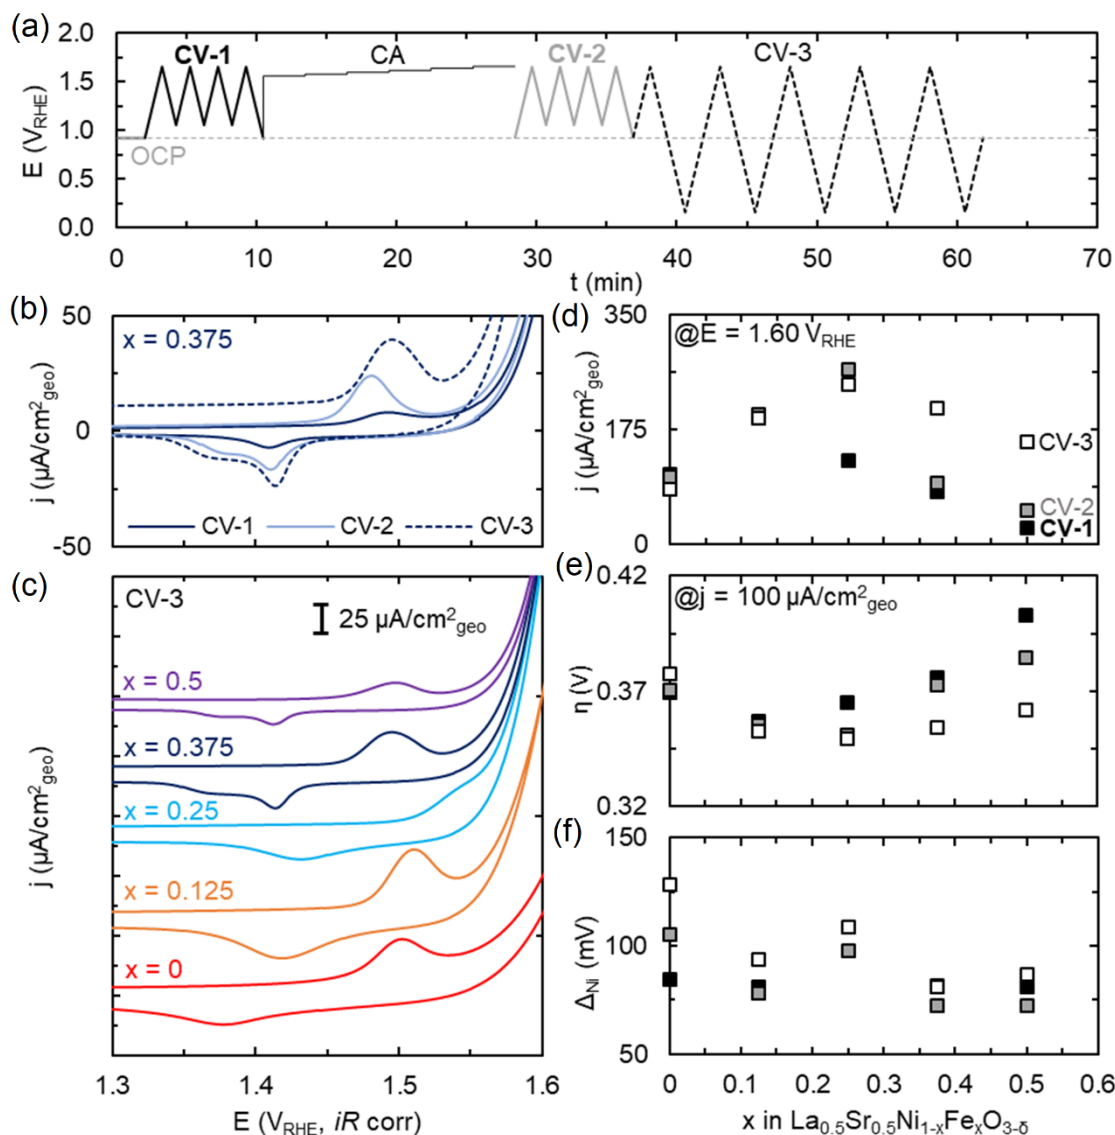 (a)
2.0
1.5
1.0
0.5
0.0
E (VRHE)
CV-1
CA
CV-2
CV-3
OCP
0 10 20 30 40 50 60 70
t (min)
(b)
50
0
-50
j (µA/cm²geo)
x = 0.375
CV-1 CV-2 CV-3
(c)
CV-3
25 µA/cm²geo
x = 0.5
x = 0.375
x = 0.25
x = 0.125
x = 0
j (µA/cm²geo)
1.3 1.4 1.5 1.6
E (VRHE, iR corr)
(d)
350
175
0
j (µA/cm²geo)
@E = 1.60 VRHE
CV-3
CV-2
CV-1
(e)
0.42
0.37
0.32
η (V)
@j = 100 µA/cm²geo
(f)
150
100
50
ΔNi (mV)
0 0.1 0.2 0.3 0.4 0.5 0.6
x in La0.5Sr0.5Ni1-xFexO3-δ